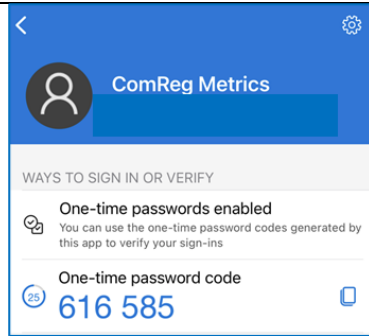 ComReg Metrics
WAYS TO SIGN IN OR VERIFY
One-time passwords enabled
You can use the one-time password codes generated by
this app to verify your sign-ins
One-time password code
25
616 585